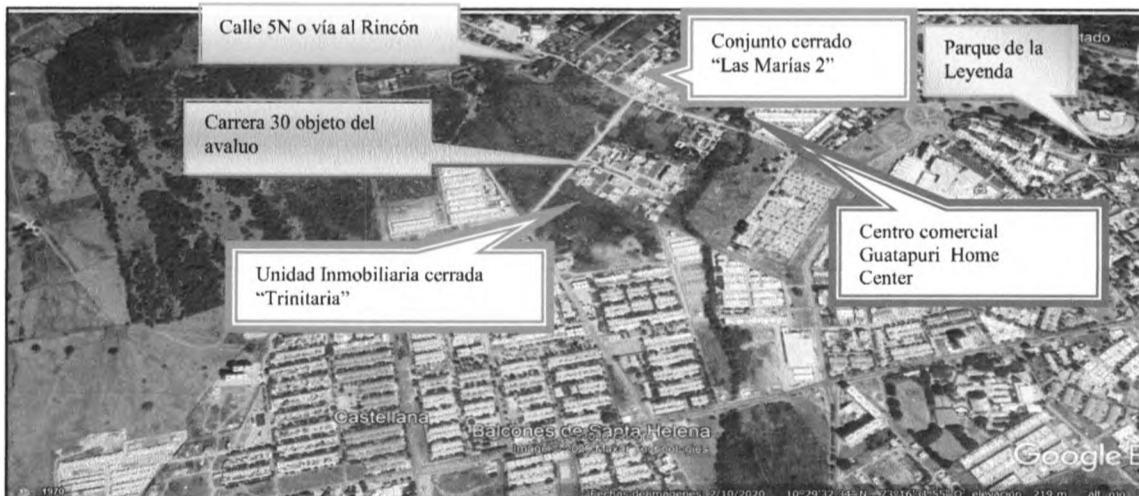 Calle 5N o vía al Rincón
Conjunto cerrado
“Las Marías 2”
Parque de la
Leyenda
Carrera 30 objeto del
avaluo
Unidad Inmobiliaria cerrada
“Trinitaria”
Centro comercial
Guatapuri Home
Center
Castellana
Balcones de Santa Helena
Google E
1970